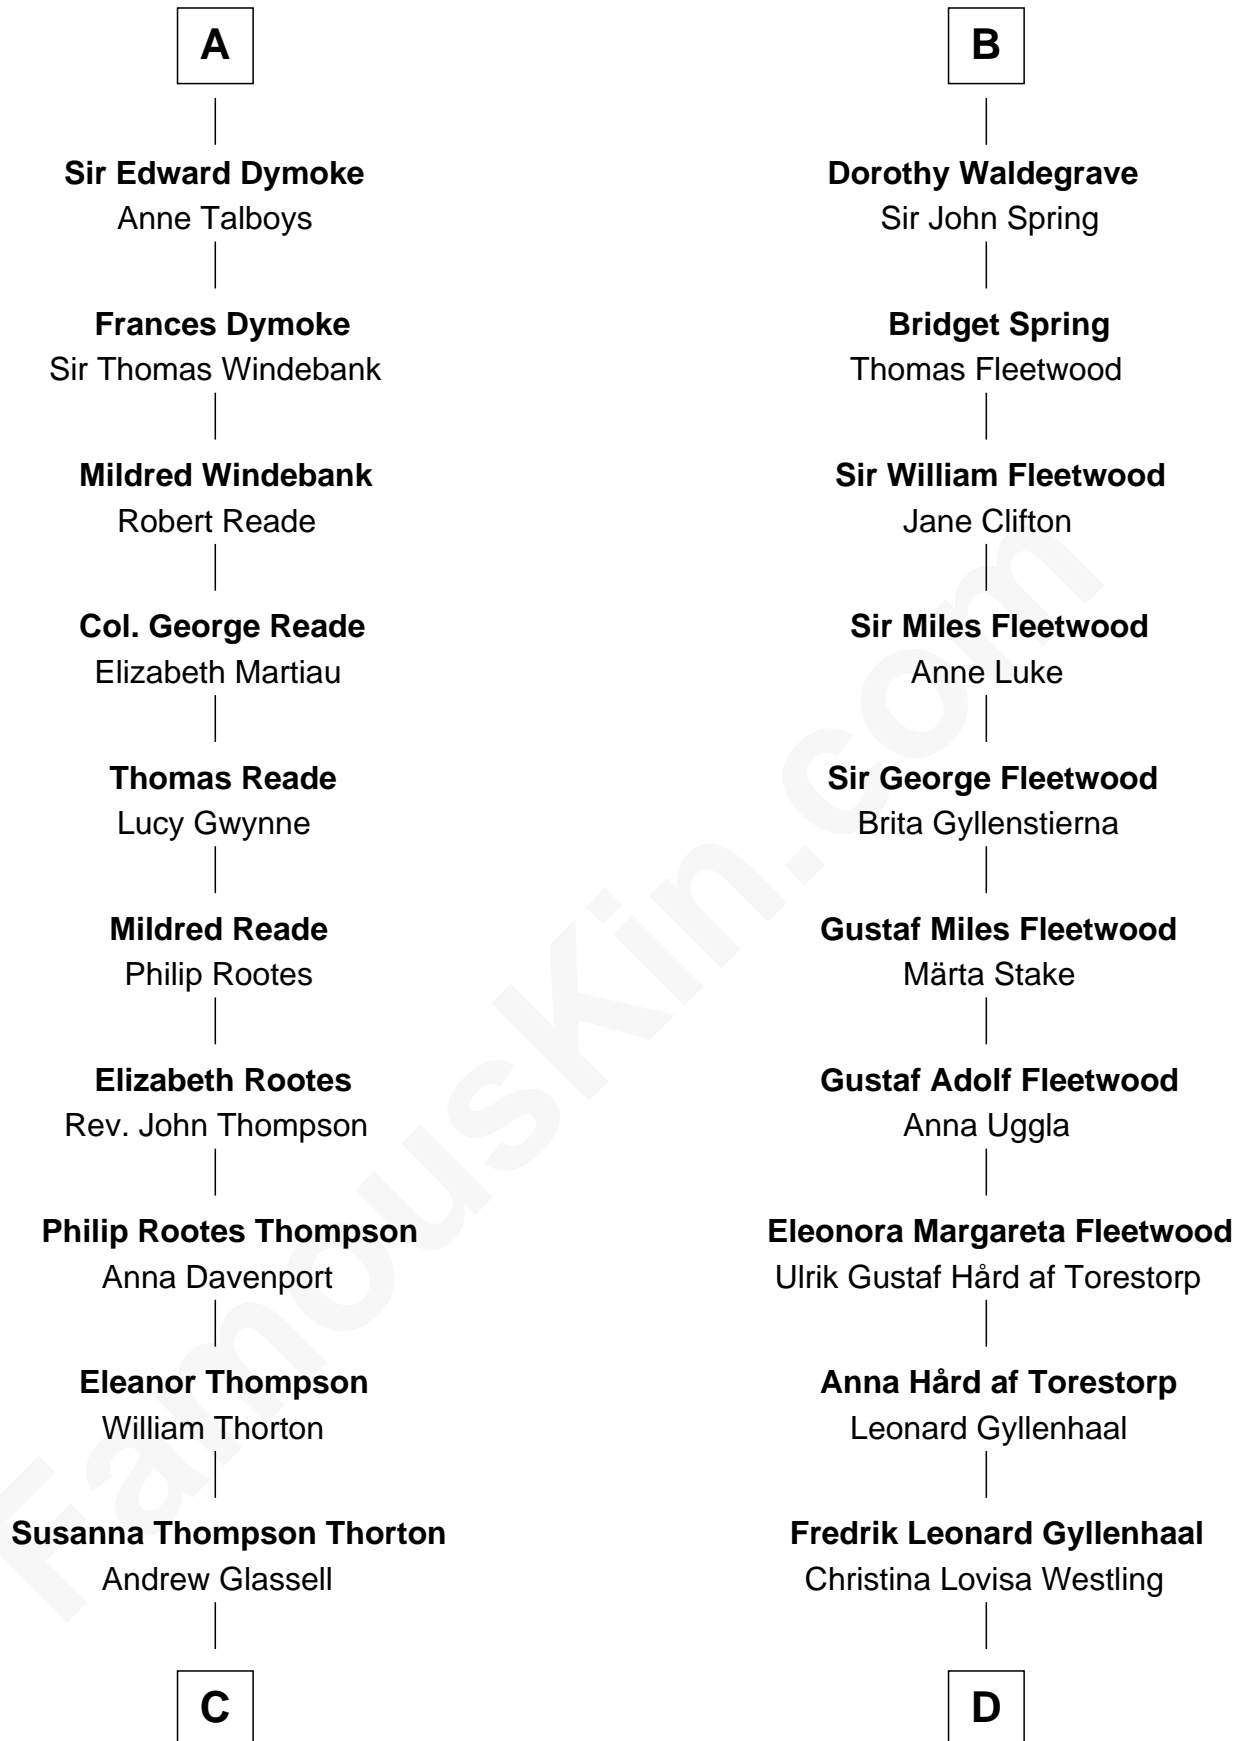 A
Sir Edward Dymoke
Anne Talboys
Frances Dymoke
Sir Thomas Windebank
Mildred Windebank
Robert Reade
Col. George Reade
Elizabeth Martiau
Thomas Reade
Lucy Gwynne
Mildred Reade
Philip Rootes
Elizabeth Rootes
Rev. John Thompson
Philip Rootes Thompson
Anna Davenport
Eleanor Thompson
William Thorton
Susanna Thompson Thorton
Andrew Glassell
C
B
Dorothy Waldegrave
Sir John Spring
Bridget Spring
Thomas Fleetwood
Sir William Fleetwood
Jane Clifton
Sir Miles Fleetwood
Anne Luke
Sir George Fleetwood
Brita Gyllenstierna
Gustaf Miles Fleetwood
Märta Stake
Gustaf Adolf Fleetwood
Anna Uggla
Eleonora Margareta Fleetwood
Ulrik Gustaf Hård af Torestorp
Anna Hård af Torestorp
Leonard Gyllenhaal
Fredrik Leonard Gyllenhaal
Christina Lovisa Westling
D
FamousKin.com